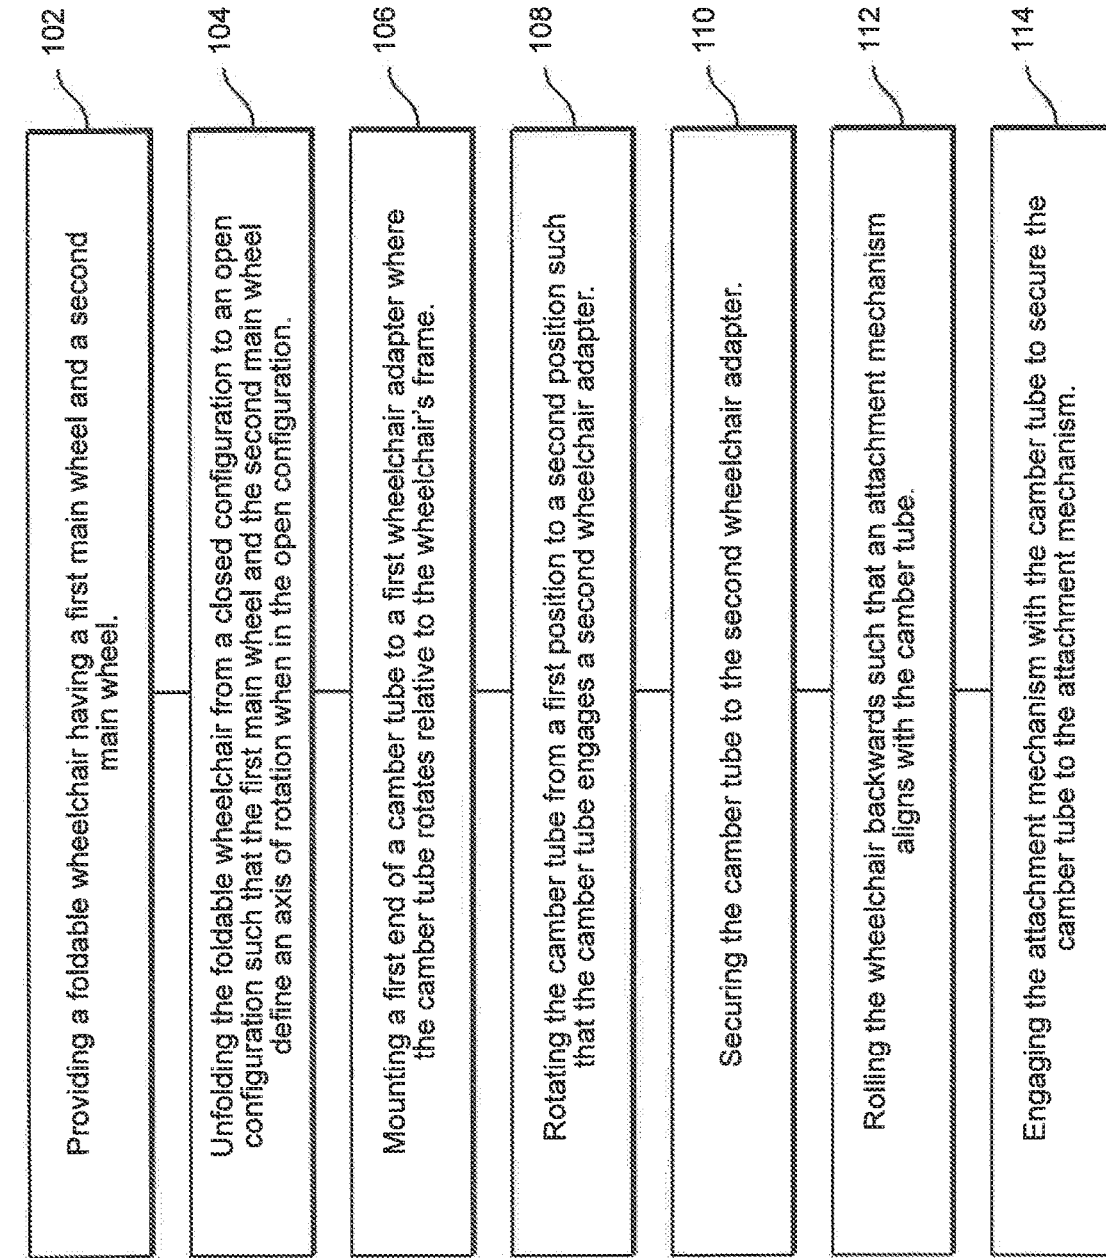 Providing a foldable wheelchair having a first main wheel and a second
main wheel.
102
Unfolding the foldable wheelchair from a closed configuration to an open
configuration such that the first main wheel and the second main wheel
define an axis of rotation when in the open configuration.
104
Mounting a first end of a camber tube to a first wheelchair adapter where
the camber tube rotates relative to the wheelchair's frame.
106
Rotating the camber tube from a first position to a second position such
that the camber tube engages a second wheelchair adapter.
108
Securing the camber tube to the second wheelchair adapter.
110
Rolling the wheelchair backwards such that an attachment mechanism
aligns with the camber tube.
112
Engaging the attachment mechanism with the camber tube to secure the
camber tube to the attachment mechanism.
114